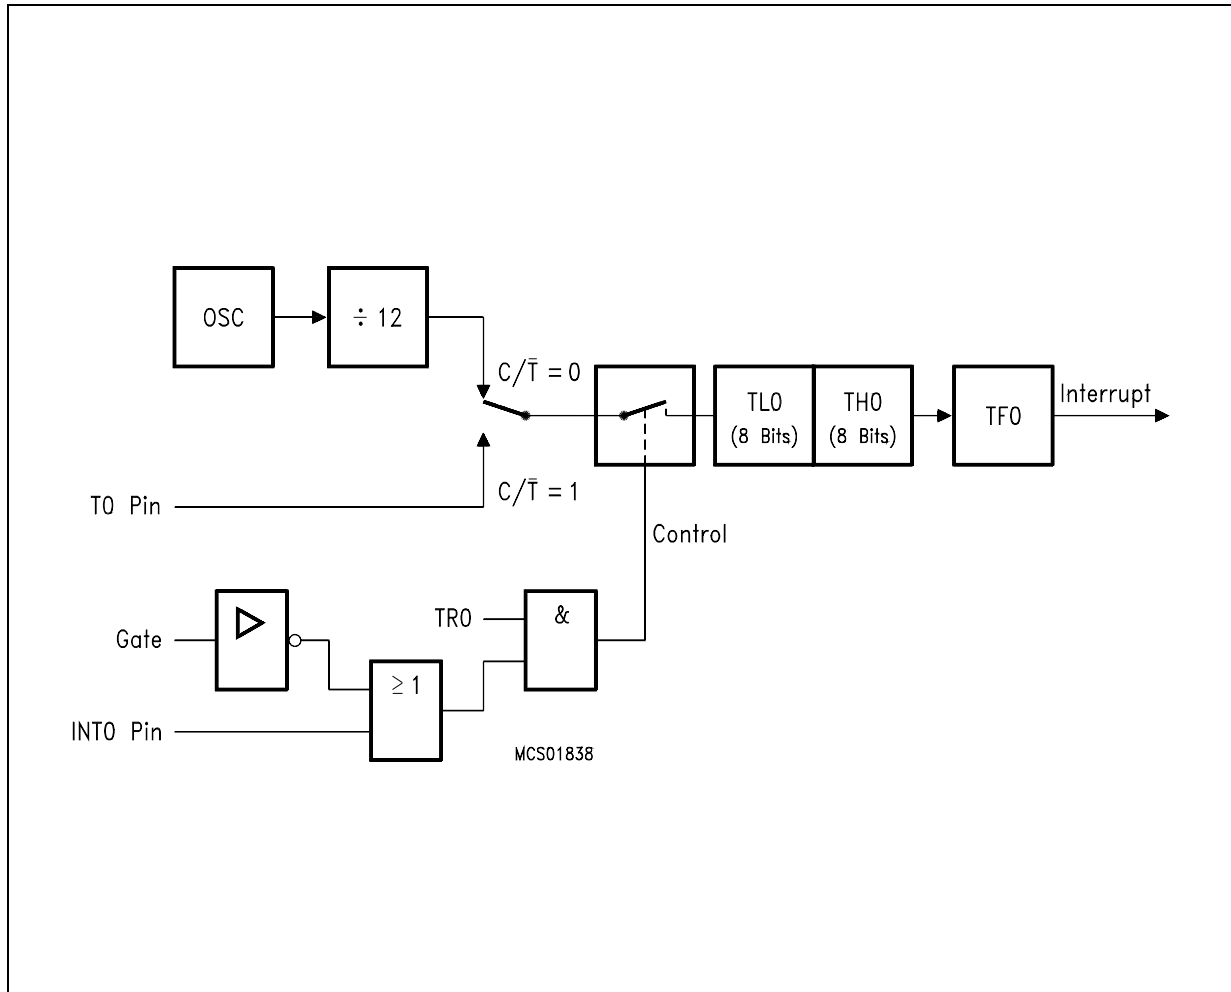 OSC
÷ 12
C/T̄ = 0
TL0
(8 Bits)
TH0
(8 Bits)
TF0
Interrupt
T0 Pin
C/T̄ = 1
Control
Gate
TR0
&
≥ 1
INT0 Pin
MCS01838